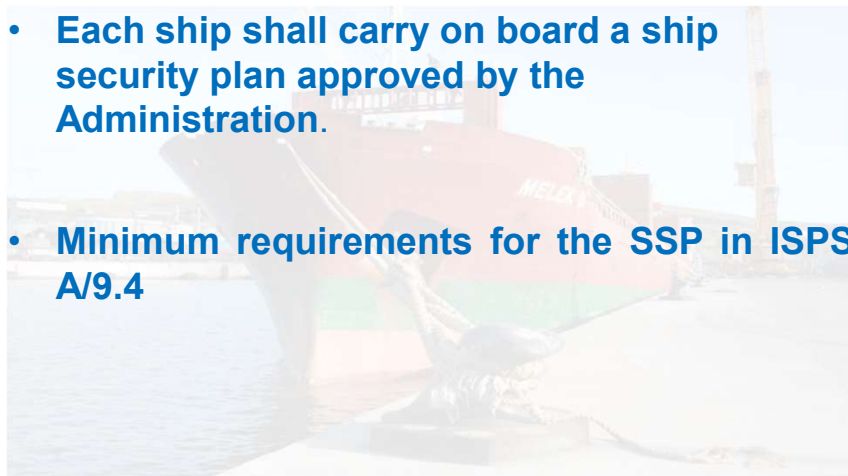 • Each ship shall carry on board a ship
security plan approved by the
Administration.
• Minimum requirements for the SSP in ISPS
A/9.4
MELEK